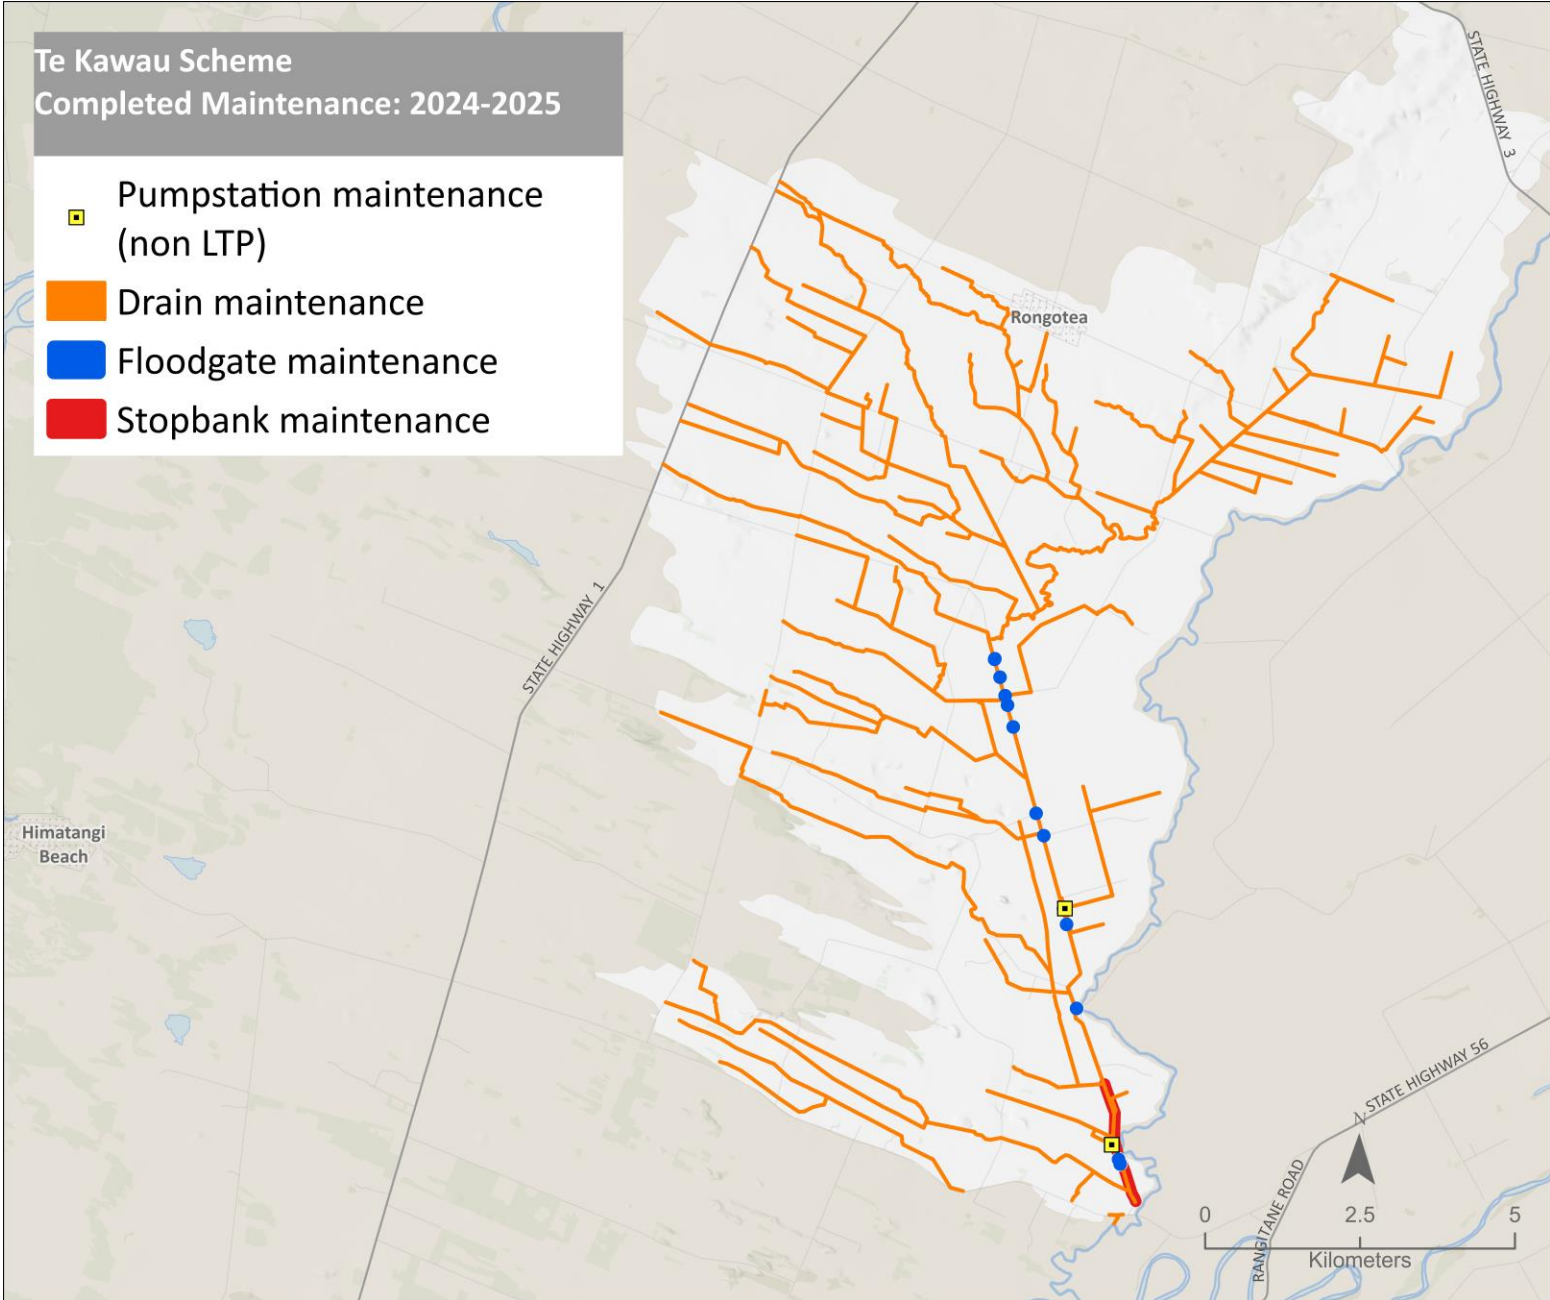 Te Kawau Scheme
Completed Maintenance: 2024-2025
Pumpstation maintenance
(non LTP)
Drain maintenance
Floodgate maintenance
Stopbank maintenance
STATE HIGHWAY 3
Rongotea
STATE HIGHWAY 1
Himatangi
Beach
STATE HIGHWAY 56
N
RANGITANE ROAD
0 2.5 5
Kilometers